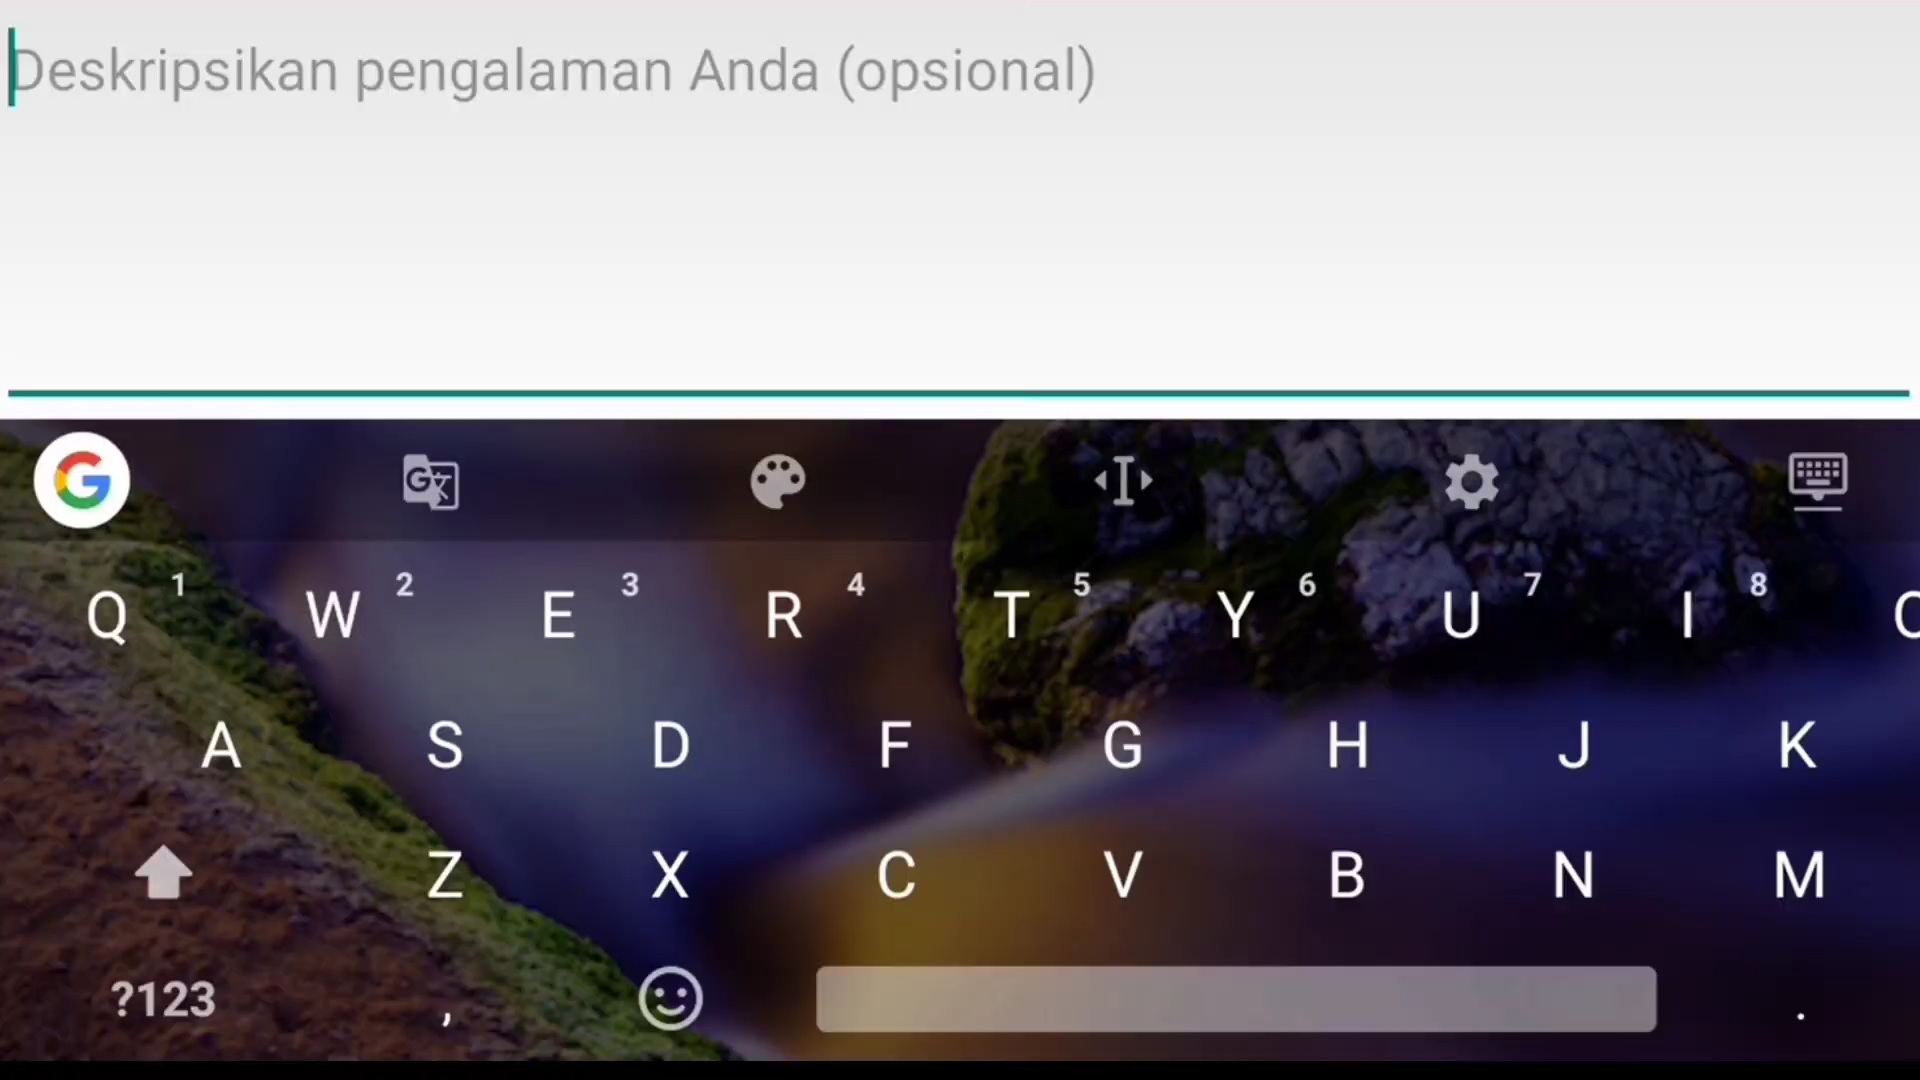 Deskripsikan pengalaman Anda (opsional)
Q 1 W 2 E 3 R 4 T 5 Y 6 U 7 I 8
A S D F G H J K
Z X C V B N M
?123 , .